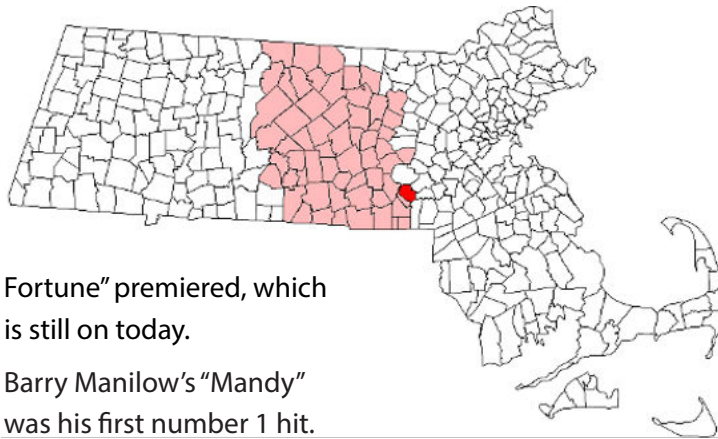 Fortune” premiered, which
is still on today.
Barry Manilow’s “Mandy”
was his first number 1 hit.